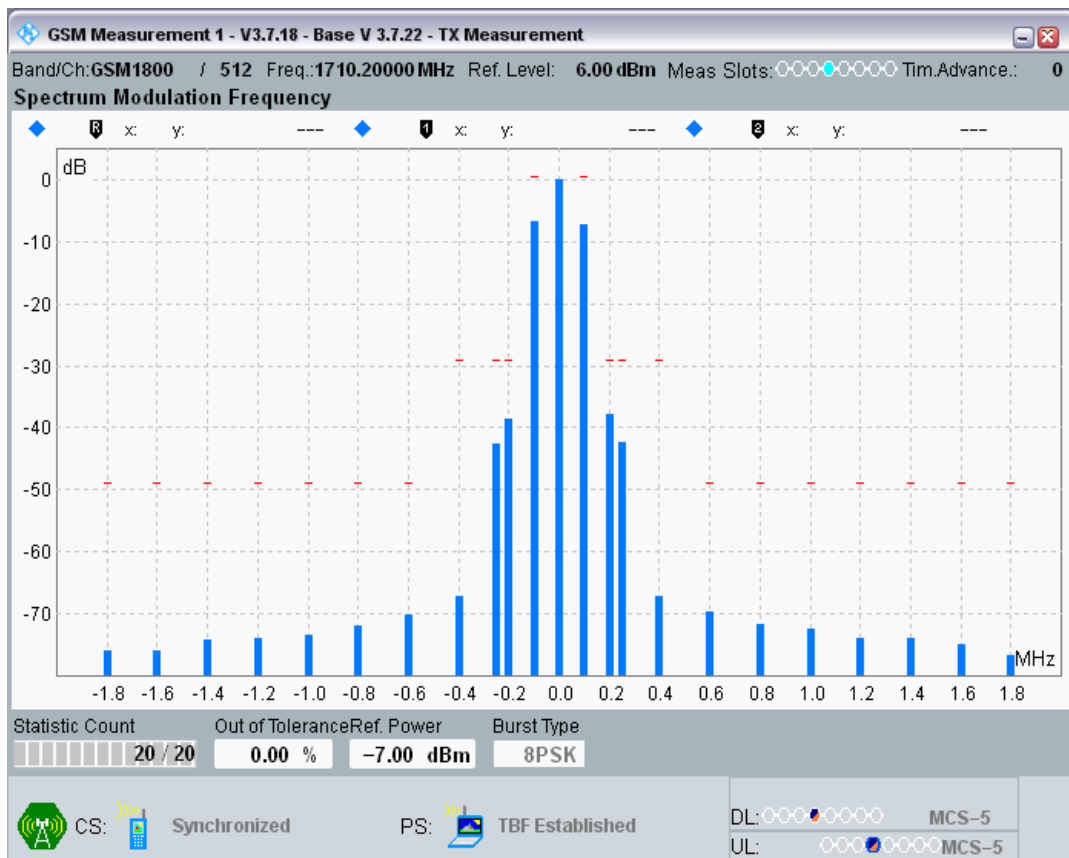 GSM Measurement 1 - V3.7.18 - Base V 3.7.22 - TX Measurement
Band/Ch:GSM1800 / 512 Freq.:1710.20000 MHz Ref. Level: 6.00 dBm Meas Slots: Tim.Advance.: 0
Spectrum Modulation Frequency
R x: y: --- 1 x: y: --- 2 x: y: ---
dB
0
-10
-20
-30
-40
-50
-60
-70
MHz
-1.8 -1.6 -1.4 -1.2 -1.0 -0.8 -0.6 -0.4 -0.2 0.0 0.2 0.4 0.6 0.8 1.0 1.2 1.4 1.6 1.8
Statistic Count Out of Tolerance Ref. Power Burst Type
20 / 20 0.00 % −7.00 dBm 8PSK
CS: Synchronized PS: TBF Established DL: MCS−5
UL: MCS−5